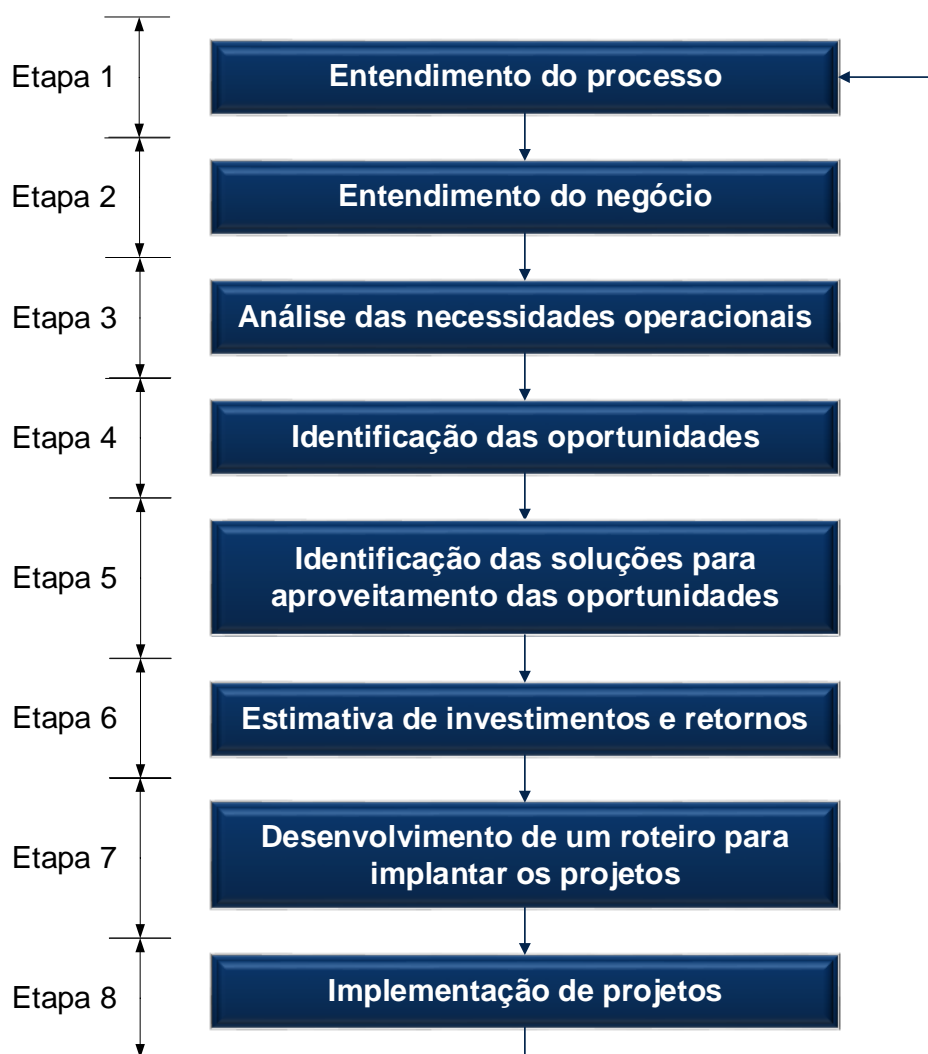 Etapa 1
Entendimento do processo
Etapa 2
Entendimento do negócio
Etapa 3
Análise das necessidades operacionais
Etapa 4
Identificação das oportunidades
Etapa 5
Identificação das soluções para
aproveitamento das oportunidades
Etapa 6
Estimativa de investimentos e retornos
Etapa 7
Desenvolvimento de um roteiro para
implantar os projetos
Etapa 8
Implementação de projetos